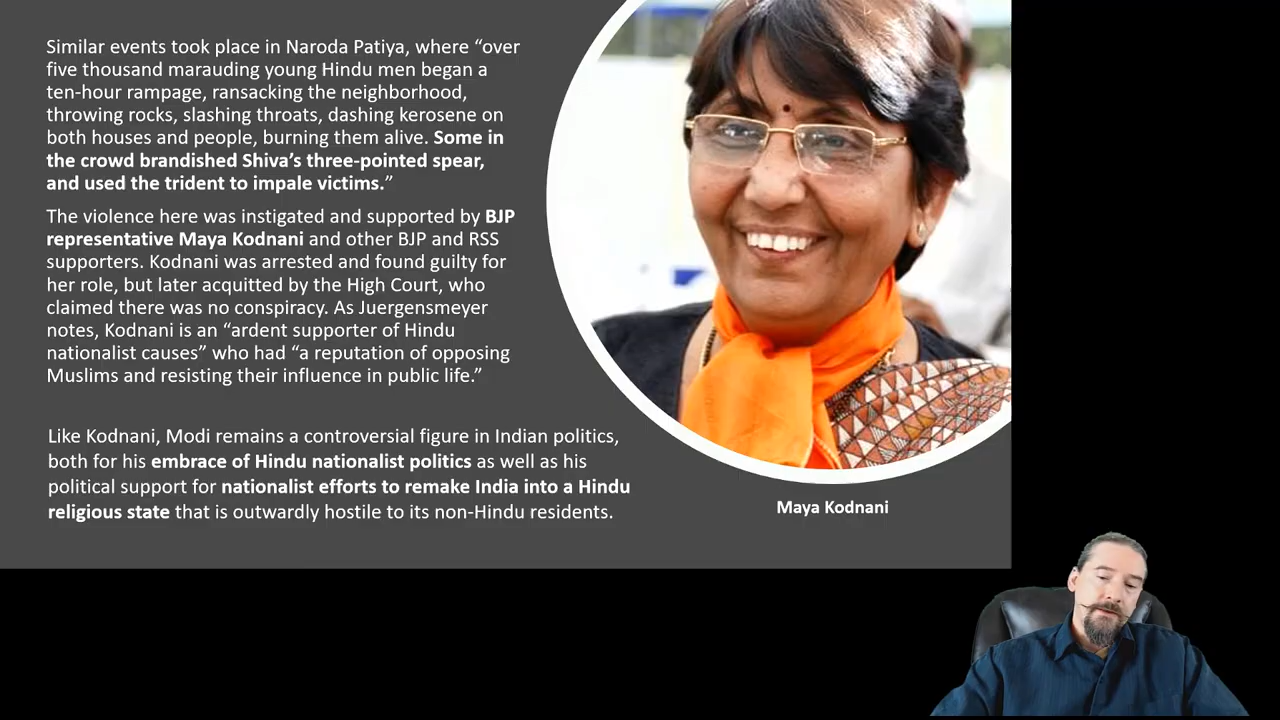 Similar events took place in Naroda Patiya, where “over
five thousand marauding young Hindu men began a
ten-hour rampage, ransacking the neighborhood,
throwing rocks, slashing throats, dashing kerosene on
both houses and people, burning them alive. Some in
the crowd brandished Shiva’s three-pointed spear,
and used the trident to impale victims.”
The violence here was instigated and supported by BJP
representative Maya Kodnani and other BJP and RSS
supporters. Kodnani was arrested and found guilty for
her role, but later acquitted by the High Court, who
claimed there was no conspiracy. As Juergensmeyer
notes, Kodnani is an “ardent supporter of Hindu
nationalist causes” who had “a reputation of opposing
Muslims and resisting their influence in public life.”
Like Kodnani, Modi remains a controversial figure in Indian politics,
both for his embrace of Hindu nationalist politics as well as his
political support for nationalist efforts to remake India into a Hindu
religious state that is outwardly hostile to its non-Hindu residents.
Maya Kodnani